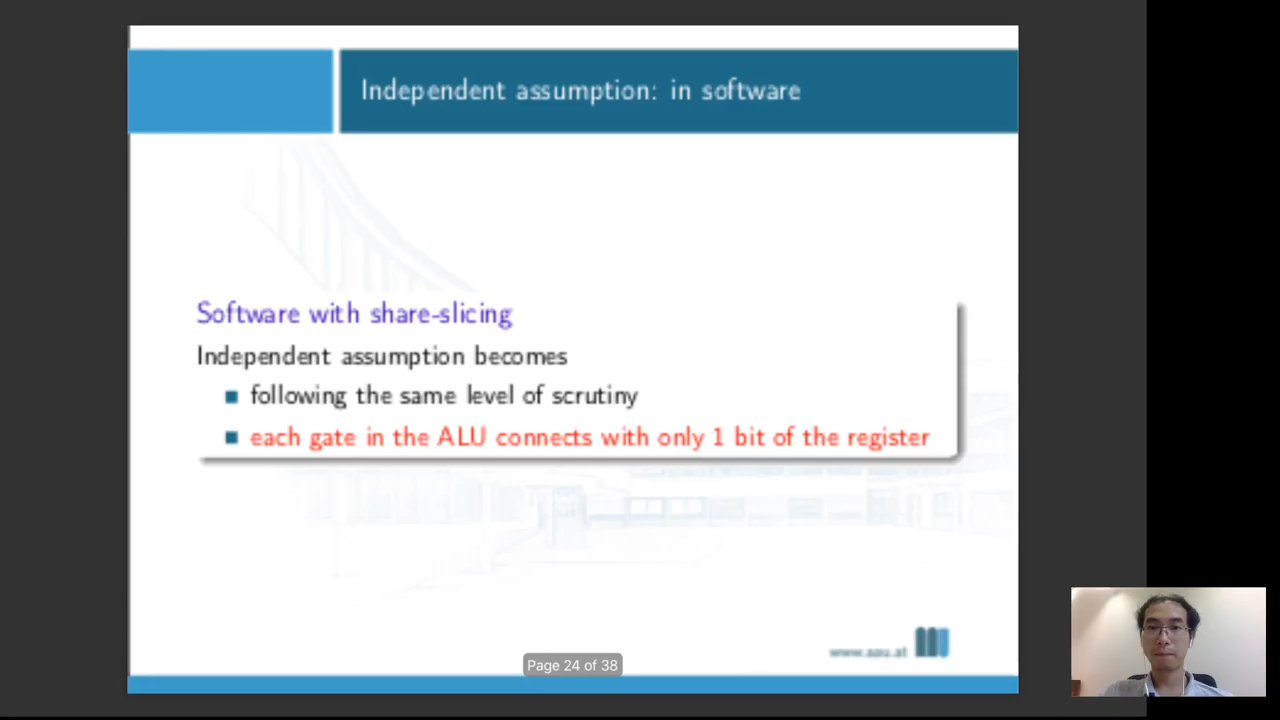 Independent assumption: in software
Software with share-slicing
Independent assumption becomes
following the same level of scrutiny
each gate in the ALU connects with only 1 bit of the register
www.aau.at
Page 24 of 38